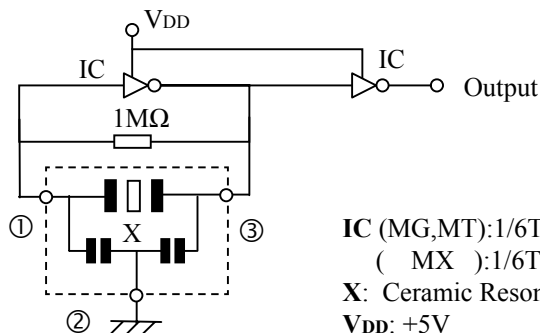 VDD
IC
IC
Output
1MΩ
X
①
③
②
IC (MG,MT):1/6T
( MX ):1/6T
X: Ceramic Reson
VDD: +5V